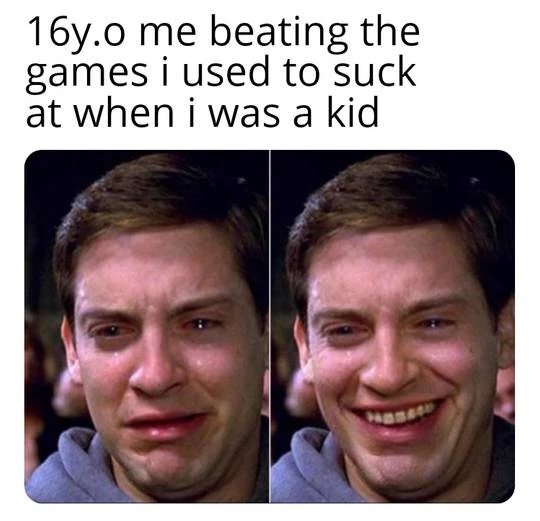 16y.o me beating the
games i used to suck
at when i was a kid